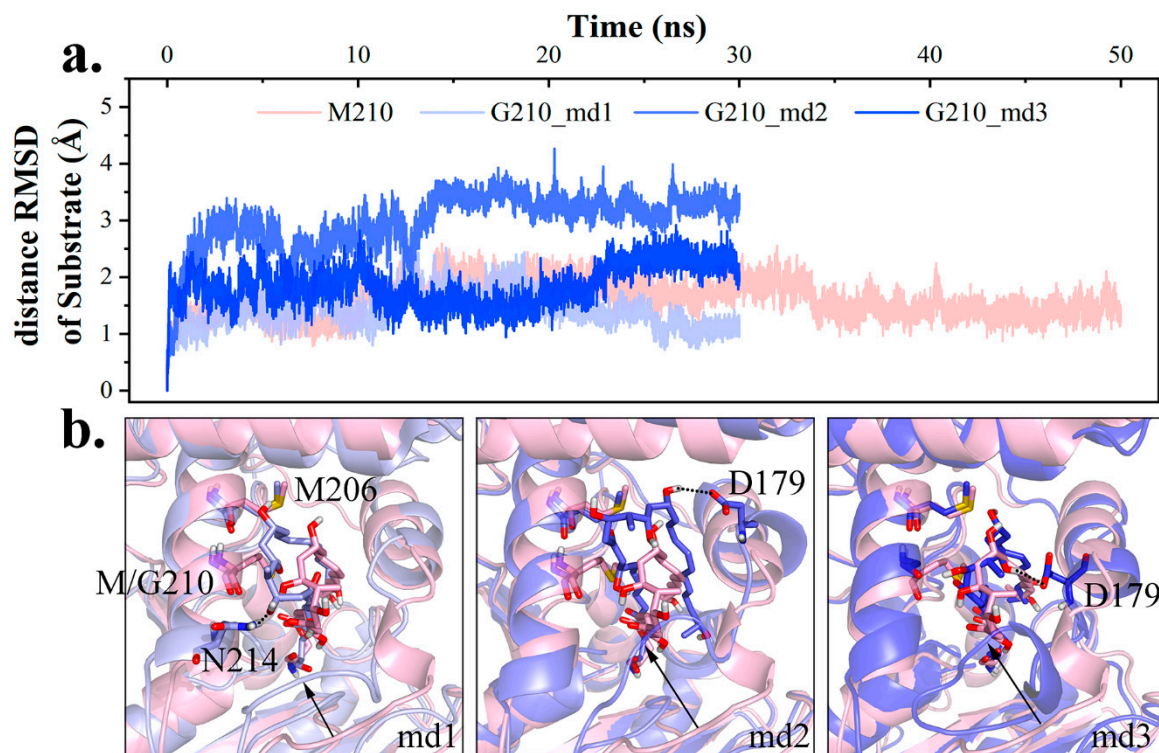 a.
Time (ns)
0 10 20 30 40 50
distance RMSD
of Substrate (Å)
5
4
3
2
1
0
M210 G210_md1 G210_md2 G210_md3
b.
M206
M/G210
N214
md1
D179
md2
D179
md3